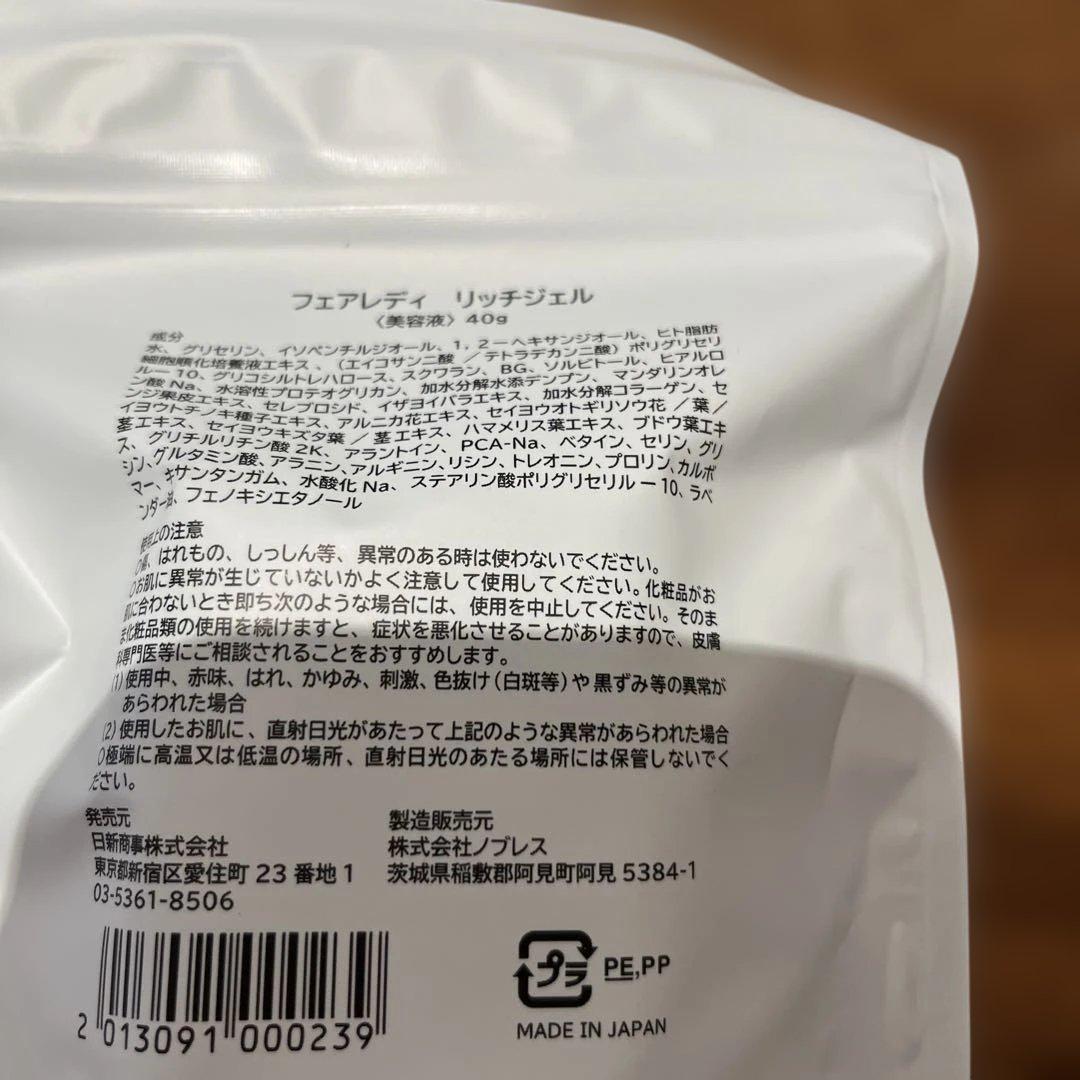 フェアレディ　リッチジェル
〈美容液〉40g
成分
水、グリセリン、イソペンチルジオール、1,2－ヘキサンジオール、ヒト脂肪
細胞順化培養液エキス、（エイコサン二酸／テトラデカン二酸）ポリグリセリ
ル－10、グリコシルトレハロース、スクワラン、BG、ソルビトール、ヒアルロ
ン酸Na、水溶性プロテオグリカン、加水分解水添デンプン、マンダリンオレ
ンジ果皮エキス、セレブロシド、イザヨイバラエキス、加水分解コラーゲン、セ
イヨウトチノキ種子エキス、アルニカ花エキス、セイヨウオトギリソウ花／葉／
茎エキス、セイヨウキズタ葉／茎エキス、ハマメリス葉エキス、ブドウ葉エキ
ス、グリチルリチン酸2K、アラントイン、PCA-Na、ベタイン、セリン、グリ
シン、グルタミン酸、アラニン、アルギニン、リシン、トレオニン、プロリン、カルボ
マー、キサンタンガム、水酸化Na、ステアリン酸ポリグリセリル－10、ラベ
ンダー油、フェノキシエタノール
使用上の注意
〇傷、はれもの、しっしん等、異常のある時は使わないでください。
〇お肌に異常が生じていないかよく注意して使用してください。化粧品がお
肌に合わないとき即ち次のような場合には、使用を中止してください。そのま
ま化粧品類の使用を続けますと、症状を悪化させることがありますので、皮膚
科専門医等にご相談されることをおすすめします。
(1)使用中、赤味、はれ、かゆみ、刺激、色抜け(白斑等)や黒ずみ等の異常が
あらわれた場合
(2)使用したお肌に、直射日光があたって上記のような異常があらわれた場合
〇極端に高温又は低温の場所、直射日光のあたる場所には保管しないでく
ださい。
発売元
日新商事株式会社
東京都新宿区愛住町23番地1
03-5361-8506
製造販売元
株式会社ノブレス
茨城県稲敷郡阿見町阿見5384-1
2 013091 000239
プラ PE,PP
MADE IN JAPAN